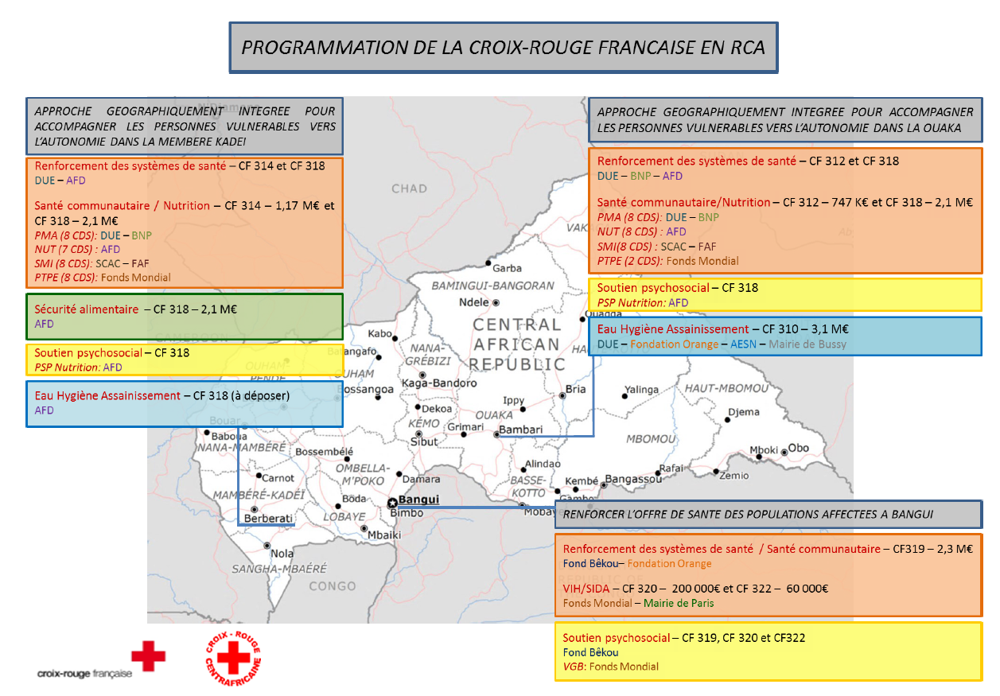 PROGRAMMATION DE LA CROIX-ROUGE FRANCAISE EN RCA
APPROCHE GEOGRAPHIQUEMENT INTEGREE POUR
ACCOMPAGNER LES PERSONNES VULNERABLES VERS
L'AUTONOMIE DANS LA MEMBERE KADEI
Renforcement des systèmes de santé – CF 314 et CF 318
DUE – AFD
Santé communautaire / Nutrition – CF 314 – 1,17 M€ et
CF 318 – 2,1 M€
PMA (8 CDS): DUE – BNP
NUT (7 CDS) : AFD
SMI (8 CDS): SCAC – FAF
PTPE (8 CDS): Fonds Mondial
Sécurité alimentaire – CF 318 – 2,1 M€
AFD
Soutien psychosocial – CF 318
PSP Nutrition: AFD
Eau Hygiène Assainissement – CF 318 (à déposer)
AFD
APPROCHE GEOGRAPHIQUEMENT INTEGREE POUR ACCOMPAGNER
LES PERSONNES VULNERABLES VERS L'AUTONOMIE DANS LA OUAKA
Renforcement des systèmes de santé – CF 312 et CF 318
DUE – BNP – AFD
Santé communautaire/Nutrition – CF 312 – 747 K€ et CF 318 – 2,1 M€
PMA (8 CDS): DUE – BNP
NUT (8 CDS) : AFD
SMI(8 CDS) : SCAC – FAF
PTPE (2 CDS): Fonds Mondial
Soutien psychosocial – CF 318
PSP Nutrition: AFD
Eau Hygiène Assainissement – CF 310 – 3,1 M€
DUE – Fondation Orange – AESN – Mairie de Bussy
CHAD
Garba
BAMINGUI-BANGORAN
Ndele
Ouadda
CENTRAL
AFRICAN
REPUBLIC
Kabo
Batangafo
NANA-
GRÉBIZI
OUHAM
OUHAM-
PENDÉ
Kaga-Bandoro
Bossangoa
Ippy
Bria
Yalinga
HAUT-MBOMOU
Dekoa
OUAKA
Djema
KÉMO
Grimari
Bambari
Bouar
Baboua
Sibut
MBOMOU
NANA-MAMBÉRÉ
Bossembélé
Mboki
Obo
OMBELLA-
M'POKO
Alindao
Rafai
Zemio
Carnot
Damara
BASSE-
KOTTO
Kembé
Bangassou
MAMBÉRÉ-KADÉÏ
Boda
Bangui
Bimbo
Gambo
Berberati
LOBAYE
Mbaiki
Nola
SANGHA-MBAÉRÉ
CONGO
RENFORCER L'OFFRE DE SANTE DES POPULATIONS AFFECTEES A BANGUI
Renforcement des systèmes de santé / Santé communautaire – CF319 – 2,3 M€
Fond Bêkou– Fondation Orange
VIH/SIDA – CF 320 – 200 000€ et CF 322 – 60 000€
Fonds Mondial – Mairie de Paris
Soutien psychosocial – CF 319, CF 320 et CF322
Fond Bêkou
VGB: Fonds Mondial
croix-rouge française
CROIX - ROUGE
CENTRAFRICAINE